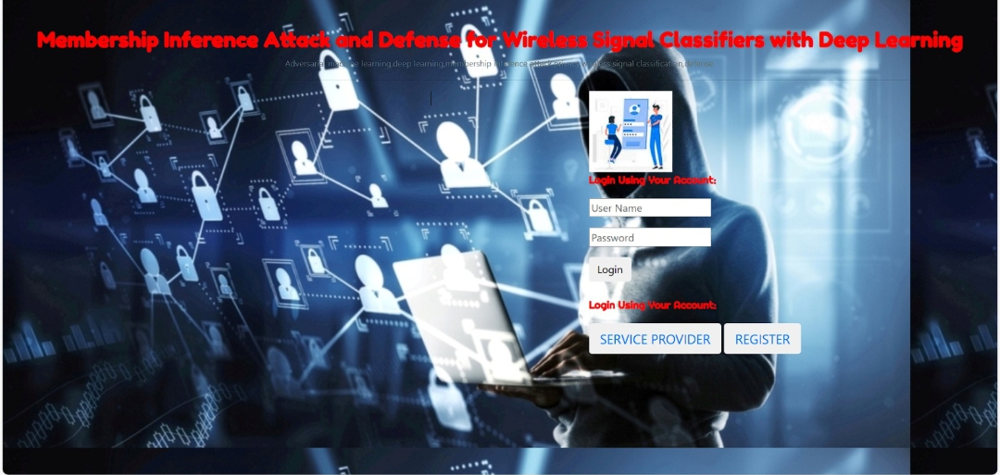 Membership Inference Attack and Defense for Wireless Signal Classifiers with Deep Learning
Adversarial machine learning,deep learning,membership inference attack,privacy,wireless signal classification,defense.
Login Using Your Account:
User Name
Password
Login
Login Using Your Account:
SERVICE PROVIDER
REGISTER